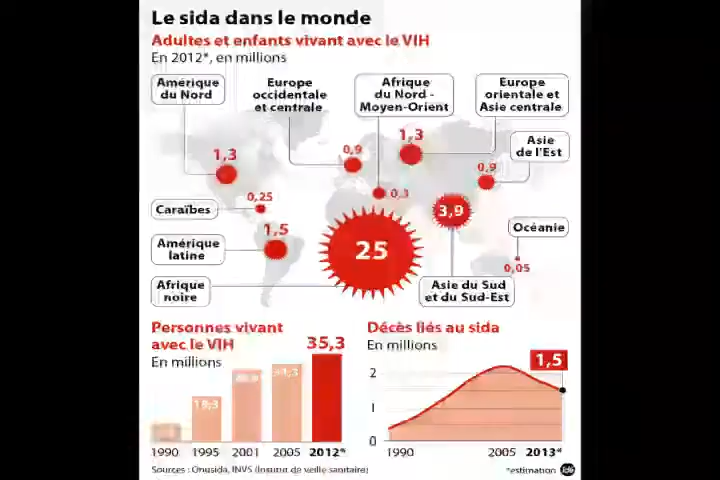 Le sida dans le monde
Adultes et enfants vivant avec le VIH
En 2012*, en millions
Amérique
du Nord
Europe
occidentale
et centrale
Afrique
du Nord -
Moyen-Orient
Europe
orientale et
Asie centrale
Asie
de l'Est
1,3
0,9
1,3
0,9
0,25
0,3
Caraïbes
3,9
1,5
Océanie
Amérique
latine
25
0,05
Afrique
noire
Asie du Sud
et du Sud-Est
Personnes vivant
avec le VIH
En millions
35,3
19,3
1990 1995 2001 2005 2012*
Décès liés au sida
En millions
1,5
2
1
0
1990 2005 2013*
Sources : Onusida, INVS (Institut de veille sanitaire)
*estimation
idé